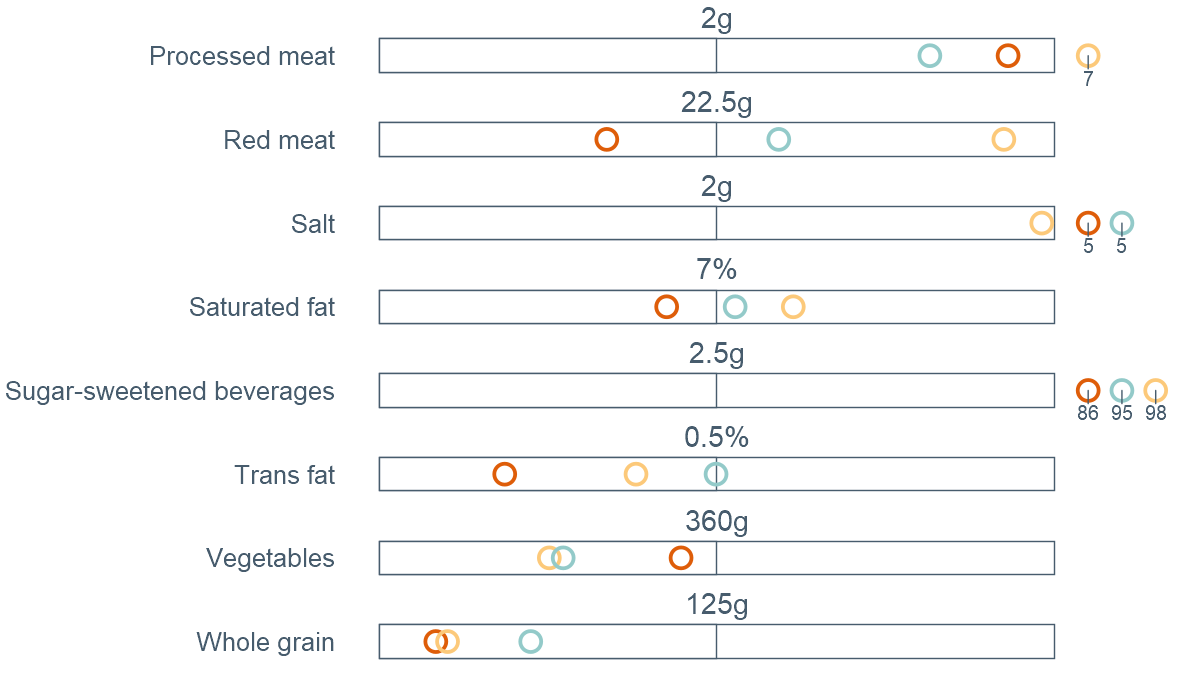 2g
Processed meat
7
22.5g
Red meat
2g
Salt
5 5
7%
Saturated fat
2.5g
Sugar-sweetened beverages
86 95 98
0.5%
Trans fat
360g
Vegetables
125g
Whole grain